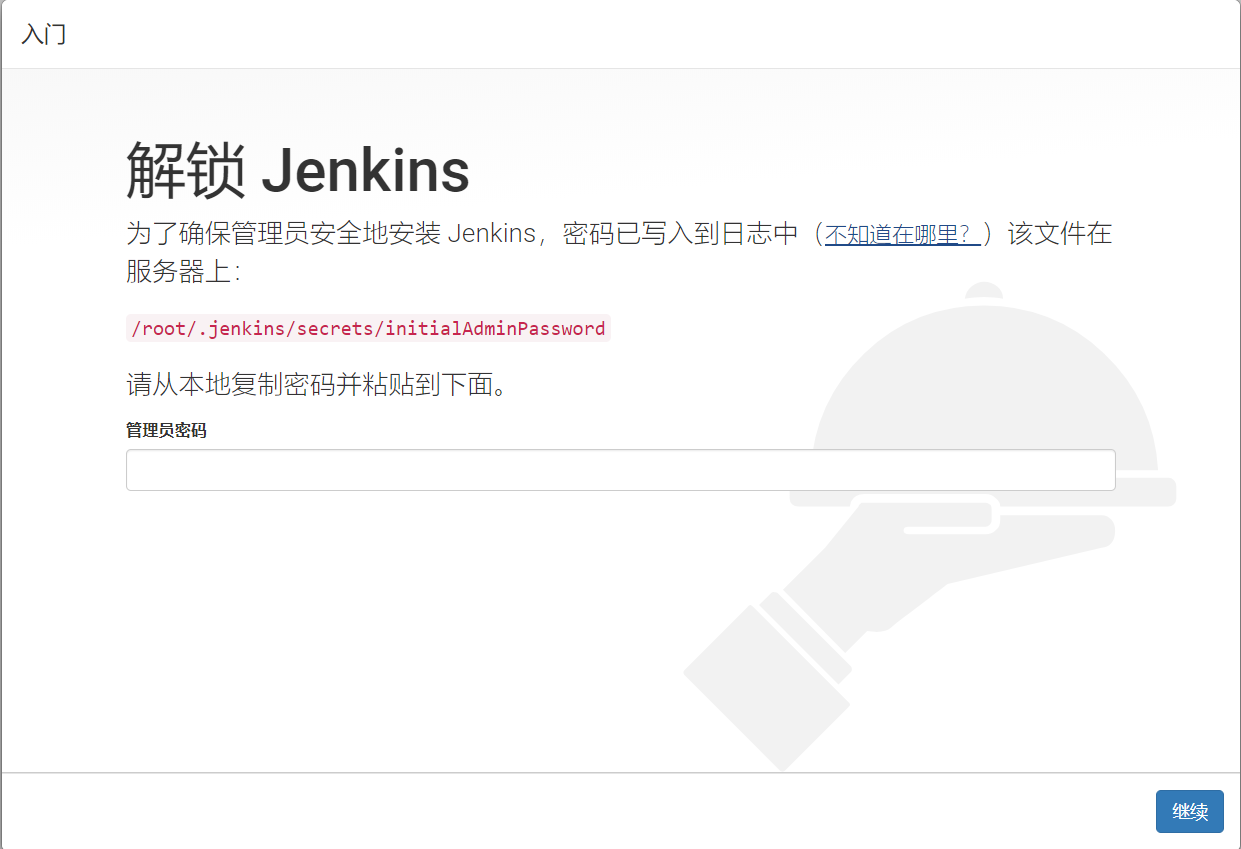 入门
解锁 Jenkins
为了确保管理员安全地安装 Jenkins，密码已写入到日志中（不知道在哪里？）该文件在
服务器上：
/root/.jenkins/secrets/initialAdminPassword
请从本地复制密码并粘贴到下面。
管理员密码
继续